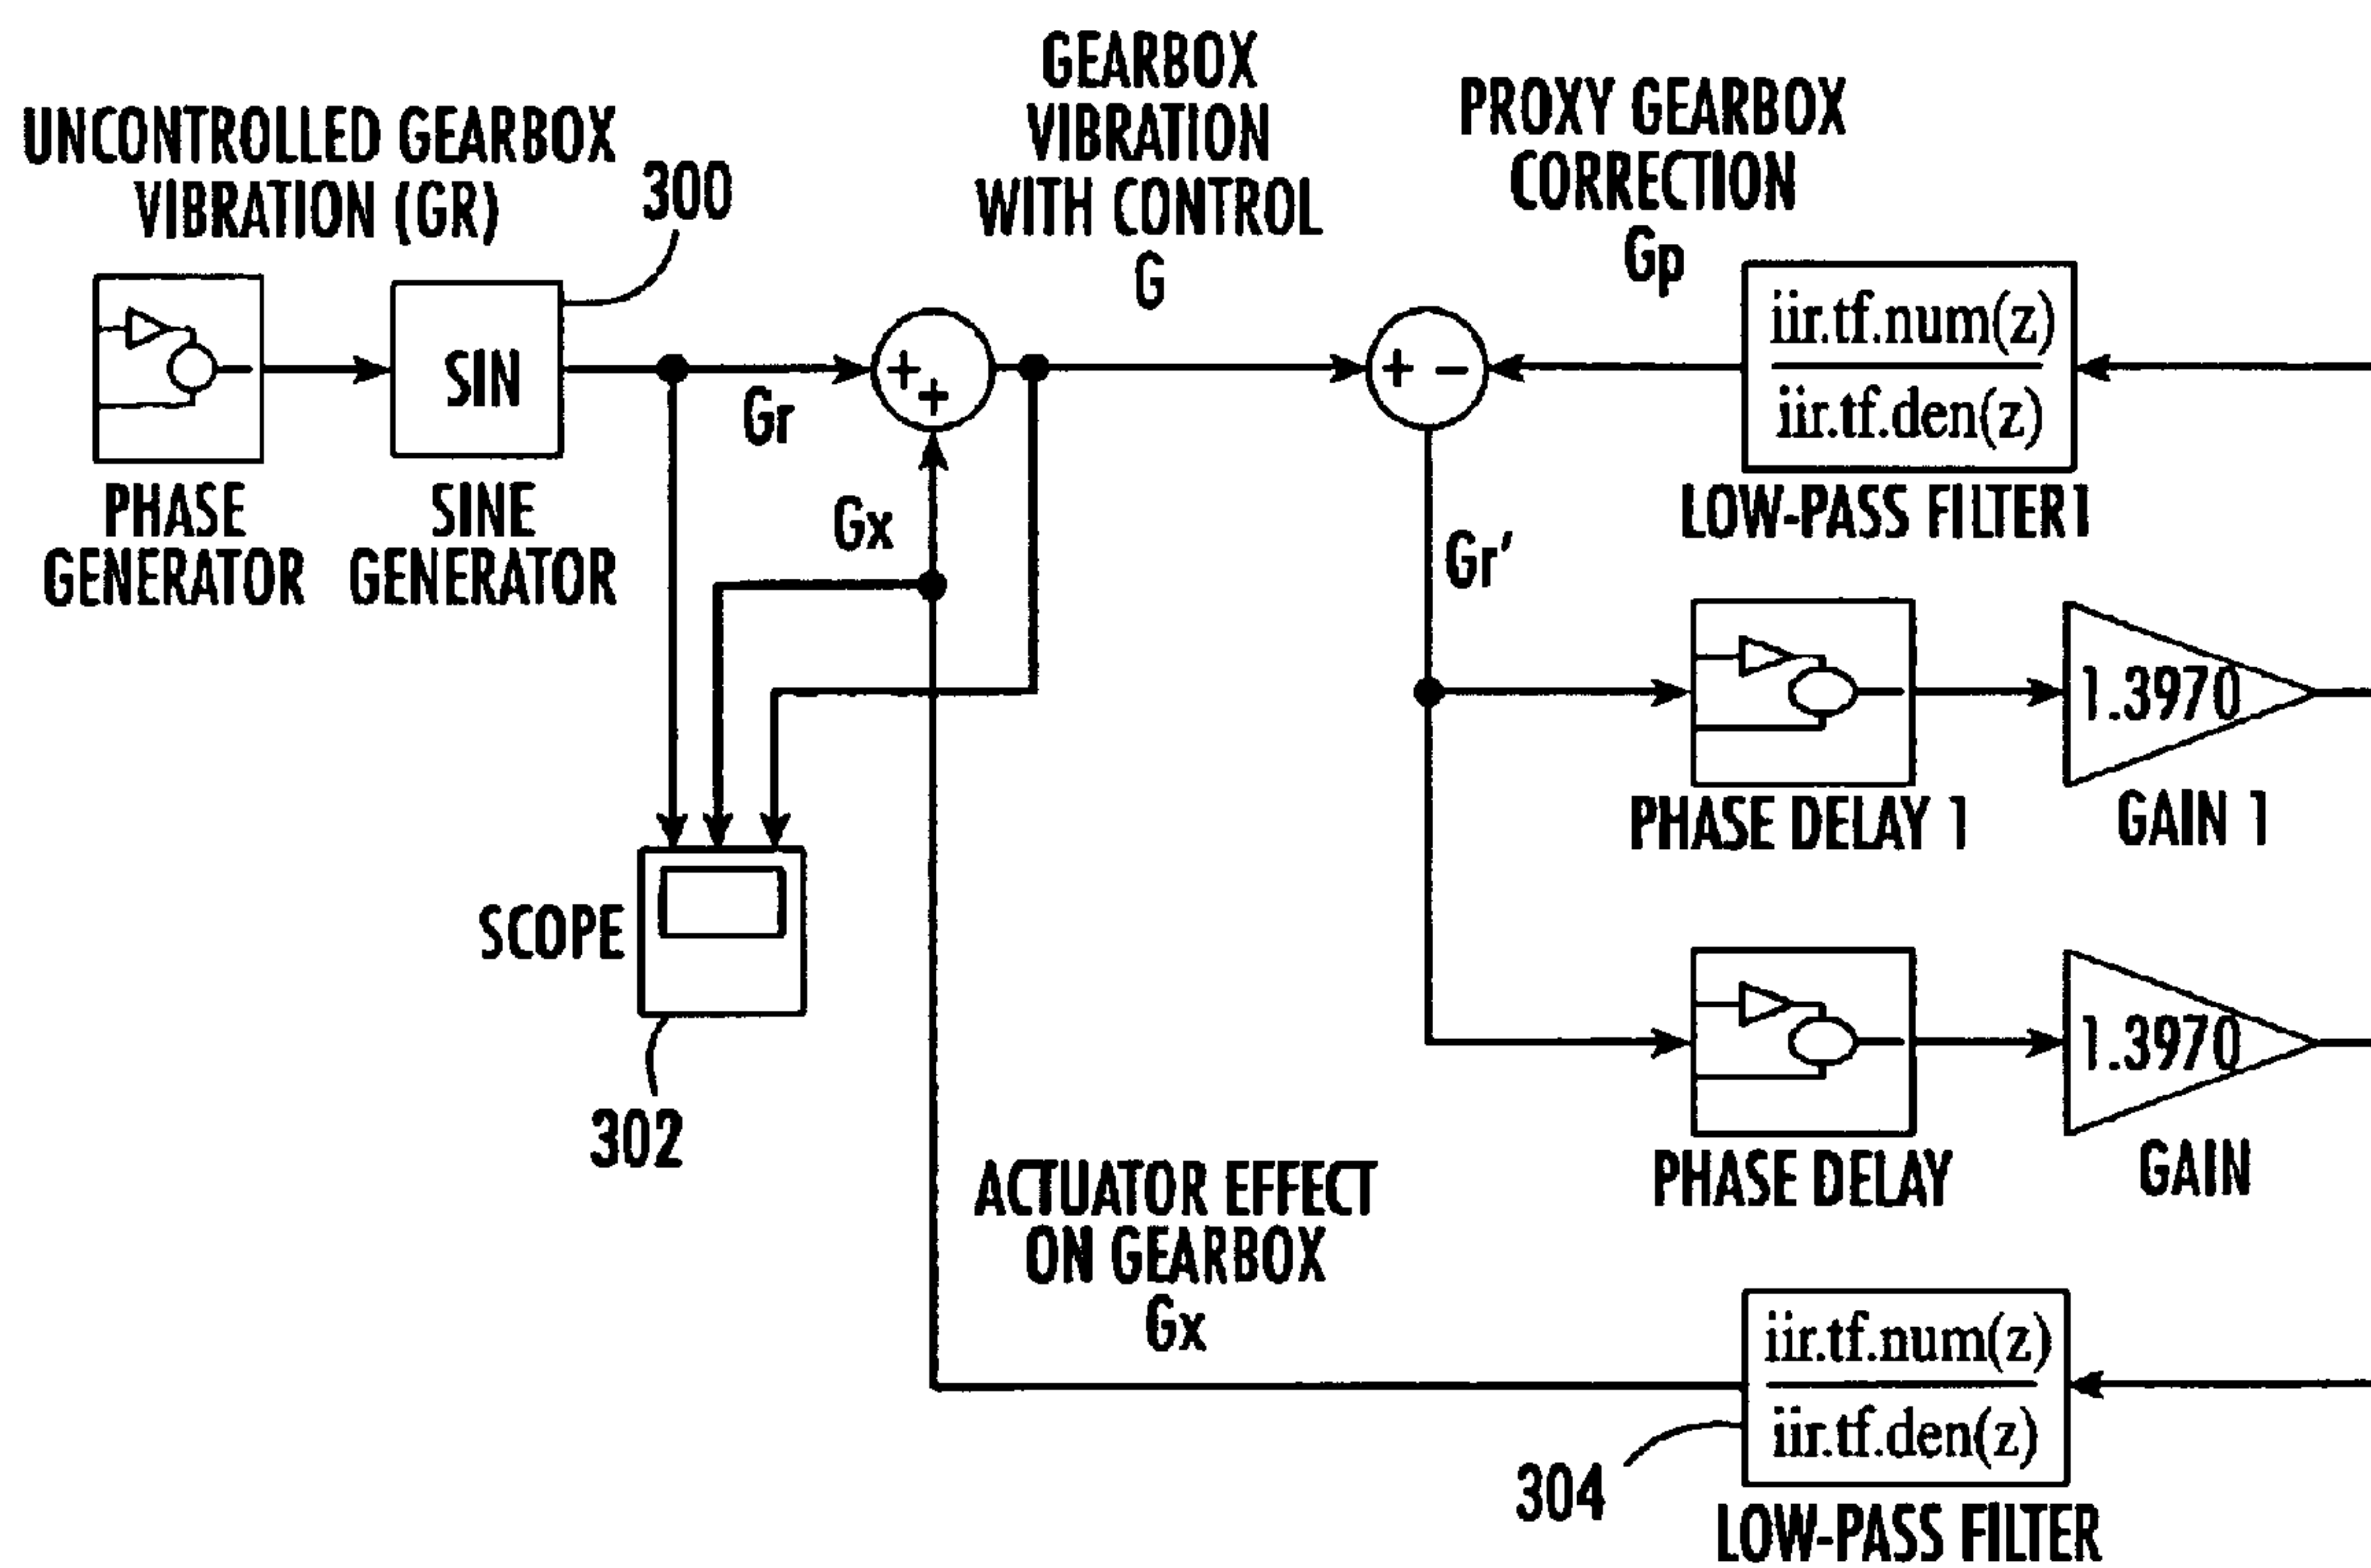 UNCONTROLLED GEARBOX
VIBRATION (GR)
300
GEARBOX
VIBRATION
WITH CONTROL
G
PROXY GEARBOX
CORRECTION
Gp
SIN
PHASE
GENERATOR
SINE
GENERATOR
Gr
+
+
Gx
+ −
Gr'
iir.tf.num(z)
iir.tf.den(z)
LOW-PASS FILTER1
PHASE DELAY 1
1.3970
GAIN 1
SCOPE
302
PHASE DELAY
1.3970
GAIN
ACTUATOR EFFECT
ON GEARBOX
Gx
iir.tf.num(z)
iir.tf.den(z)
304
LOW-PASS FILTER